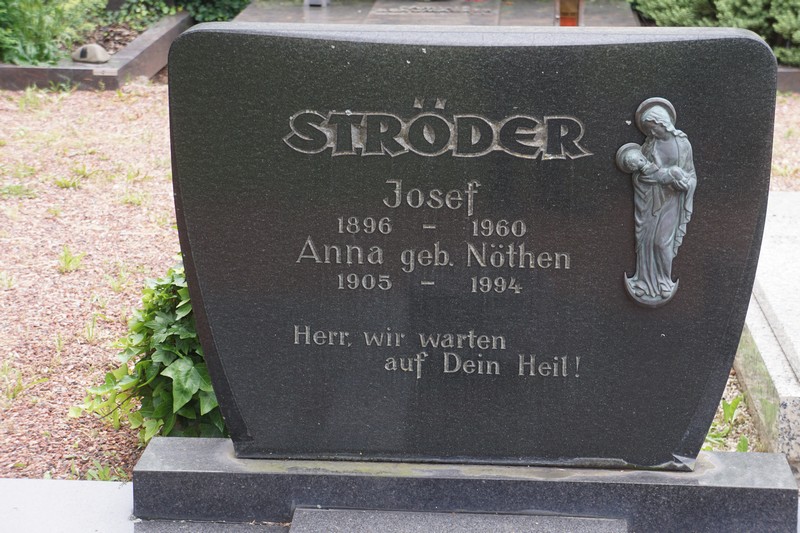 STRÖDER
Josef
1896 – 1960
Anna geb. Nöthen
1905 – 1994
Herr, wir warten
auf Dein Heil!